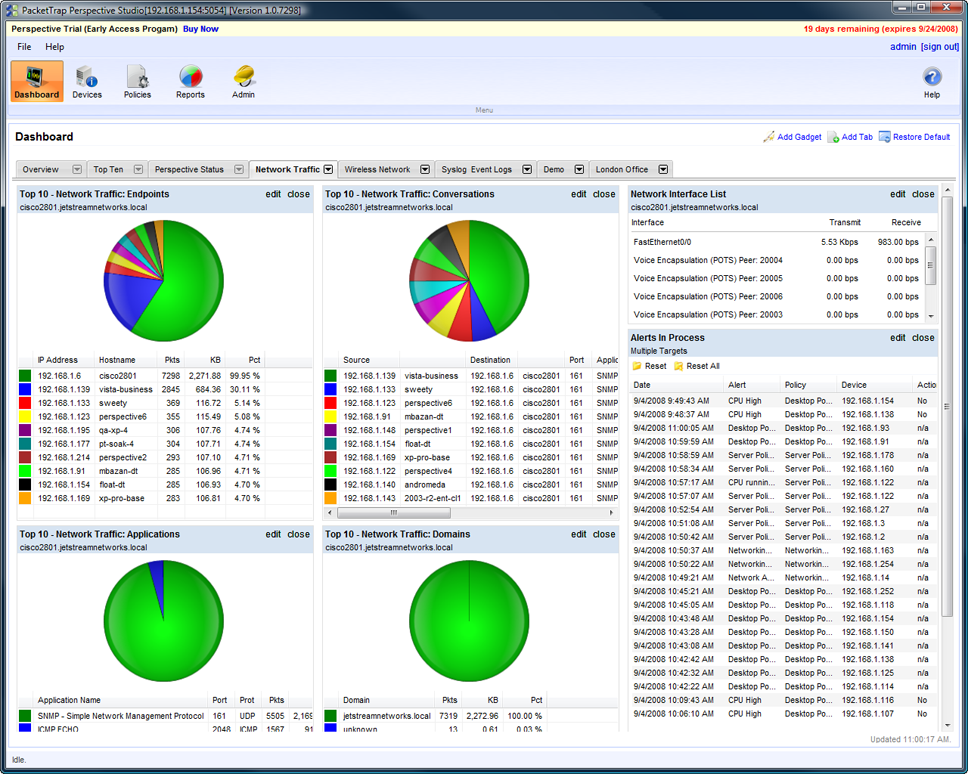 PacketTrap Perspective Studio[192.168.1.154:5054] [Version 1.0.7298]
Perspective Trial (Early Access Progam) Buy Now 19 days remaining (expires 9/24/2008)
File Help admin [sign out]
Dashboard Devices Policies Reports Admin Help
Menu
Dashboard Add Gadget Add Tab Restore Default
Overview Top Ten Perspective Status Network Traffic Wireless Network Syslog Event Logs Demo London Office
Top 10 - Network Traffic: Endpoints edit close
cisco2801.jetstreamnetworks.local
IP Address Hostname Pkts KB Pct
192.168.1.6 cisco2801 7298 2,271.88 99.95 %
192.168.1.139 vista-business 2845 684.36 30.11 %
192.168.1.133 sweety 369 116.72 5.14 %
192.168.1.123 perspective6 355 115.49 5.08 %
192.168.1.195 qa-xp-4 306 107.76 4.74 %
192.168.1.177 pt-soak-4 304 107.71 4.74 %
192.168.1.214 perspective2 293 107.10 4.71 %
192.168.1.91 mbazan-dt 285 106.96 4.71 %
192.168.1.154 float-dt 285 106.93 4.70 %
192.168.1.169 xp-pro-base 283 106.81 4.70 %
Top 10 - Network Traffic: Conversations edit close
cisco2801.jetstreamnetworks.local
Source Destination Port Applic
192.168.1.139 vista-business 192.168.1.6 cisco2801 161 SNMP
192.168.1.133 sweety 192.168.1.6 cisco2801 161 SNMP
192.168.1.123 perspective6 192.168.1.6 cisco2801 161 SNMP
192.168.1.91 mbazan-dt 192.168.1.6 cisco2801 161 SNMP
192.168.1.148 perspective1 192.168.1.6 cisco2801 161 SNMP
192.168.1.154 float-dt 192.168.1.6 cisco2801 161 SNMP
192.168.1.169 xp-pro-base 192.168.1.6 cisco2801 161 SNMP
192.168.1.122 perspective4 192.168.1.6 cisco2801 161 SNMP
192.168.1.140 andromeda 192.168.1.6 cisco2801 161 SNMP
192.168.1.143 2003-r2-ent-cl1 192.168.1.6 cisco2801 161 SNMP
Network Interface List edit close
cisco2801.jetstreamnetworks.local
Interface Transmit Receive
FastEthernet0/0 5.53 Kbps 983.00 bps
Voice Encapsulation (POTS) Peer: 20004 0.00 bps 0.00 bps
Voice Encapsulation (POTS) Peer: 20005 0.00 bps 0.00 bps
Voice Encapsulation (POTS) Peer: 20006 0.00 bps 0.00 bps
Voice Encapsulation (POTS) Peer: 20003 0.00 bps 0.00 bps
Alerts In Process edit close
Multiple Targets
Reset Reset All
Date Alert Policy Device Actio
9/4/2008 9:49:43 AM CPU High Desktop Po... 192.168.1.154 No
9/4/2008 9:48:37 AM CPU High Desktop Po... 192.168.1.138 No
9/4/2008 11:00:05 AM Desktop Po... Desktop Po... 192.168.1.93 n/a
9/4/2008 10:59:59 AM Desktop Po... Desktop Po... 192.168.1.91 n/a
9/4/2008 10:58:59 AM Server Poli... Server Poli... 192.168.1.178 n/a
9/4/2008 10:58:34 AM Server Poli... Server Poli... 192.168.1.160 n/a
9/4/2008 10:57:17 AM CPU runnin... Server Poli... 192.168.1.122 n/a
9/4/2008 10:57:07 AM Server Poli... Server Poli... 192.168.1.122 n/a
9/4/2008 10:52:54 AM Server Poli... Server Poli... 192.168.1.27 n/a
9/4/2008 10:51:08 AM Server Poli... Server Poli... 192.168.1.3 n/a
9/4/2008 10:50:42 AM Server Poli... Server Poli... 192.168.1.2 n/a
9/4/2008 10:50:37 AM Networkin... Networkin... 192.168.1.163 n/a
9/4/2008 10:50:22 AM Networkin... Networkin... 192.168.1.254 n/a
9/4/2008 10:49:21 AM Network A... Networkin... 192.168.1.14 n/a
9/4/2008 10:45:21 AM Desktop Po... Desktop Po... 192.168.1.252 n/a
9/4/2008 10:45:05 AM Desktop Po... Desktop Po... 192.168.1.118 n/a
9/4/2008 10:43:48 AM Desktop Po... Desktop Po... 192.168.1.154 n/a
9/4/2008 10:43:28 AM Desktop Po... Desktop Po... 192.168.1.150 n/a
9/4/2008 10:43:08 AM Desktop Po... Desktop Po... 192.168.1.141 n/a
9/4/2008 10:42:42 AM Desktop Po... Desktop Po... 192.168.1.138 n/a
9/4/2008 10:42:32 AM Desktop Po... Desktop Po... 192.168.1.125 n/a
9/4/2008 10:42:22 AM Desktop Po... Desktop Po... 192.168.1.114 n/a
9/4/2008 10:09:43 AM CPU High Desktop Po... 192.168.1.116 No
9/4/2008 10:06:10 AM CPU High Desktop Po... 192.168.1.107 No
Top 10 - Network Traffic: Applications edit close
cisco2801.jetstreamnetworks.local
Application Name Port Prot Pkts
SNMP - Simple Network Management Protocol 161 UDP 5505 2,169
ICMP ECHO 2048 ICMP 1567 91
Top 10 - Network Traffic: Domains edit close
cisco2801.jetstreamnetworks.local
Domain Pkts KB Pct
jetstreamnetworks.local 7319 2,272.96 100.00 %
unknown 13 0.61 0.03 %
Updated 11:00:17 AM.
Idle.